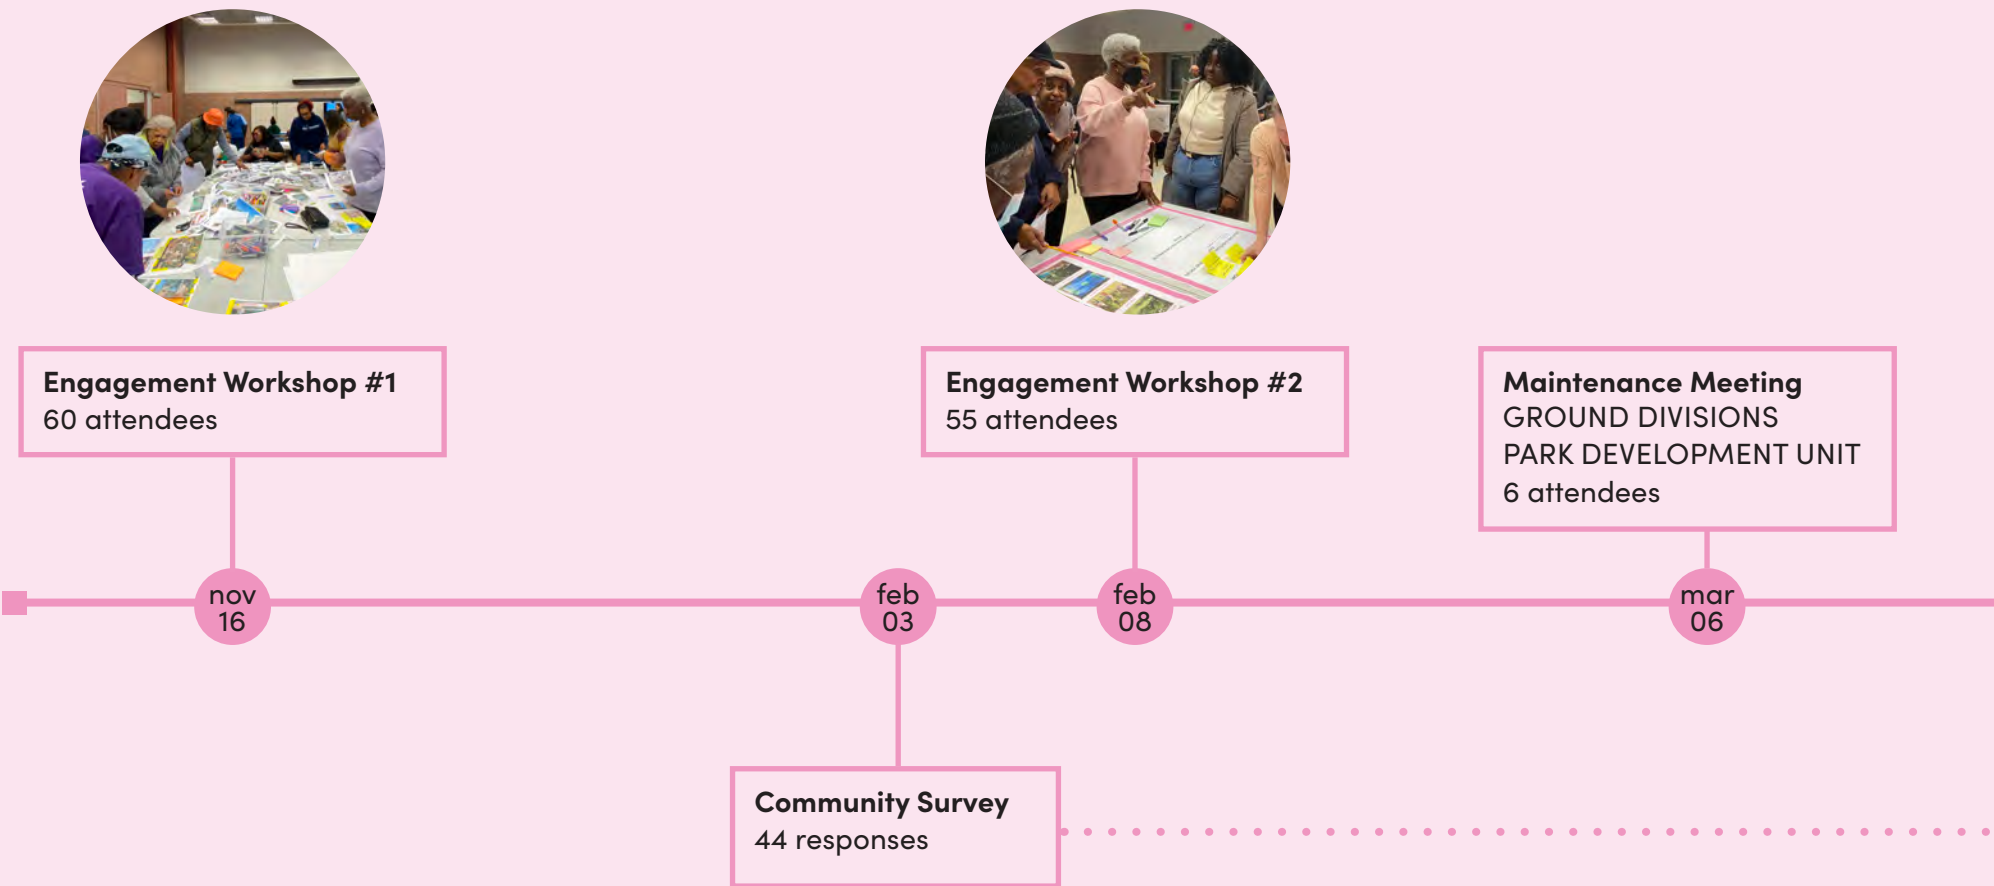 Engagement Workshop #1
60 attendees
Engagement Workshop #2
55 attendees
Maintenance Meeting
GROUND DIVISIONS
PARK DEVELOPMENT UNIT
6 attendees
nov
16
feb
03
feb
08
mar
06
Community Survey
44 responses